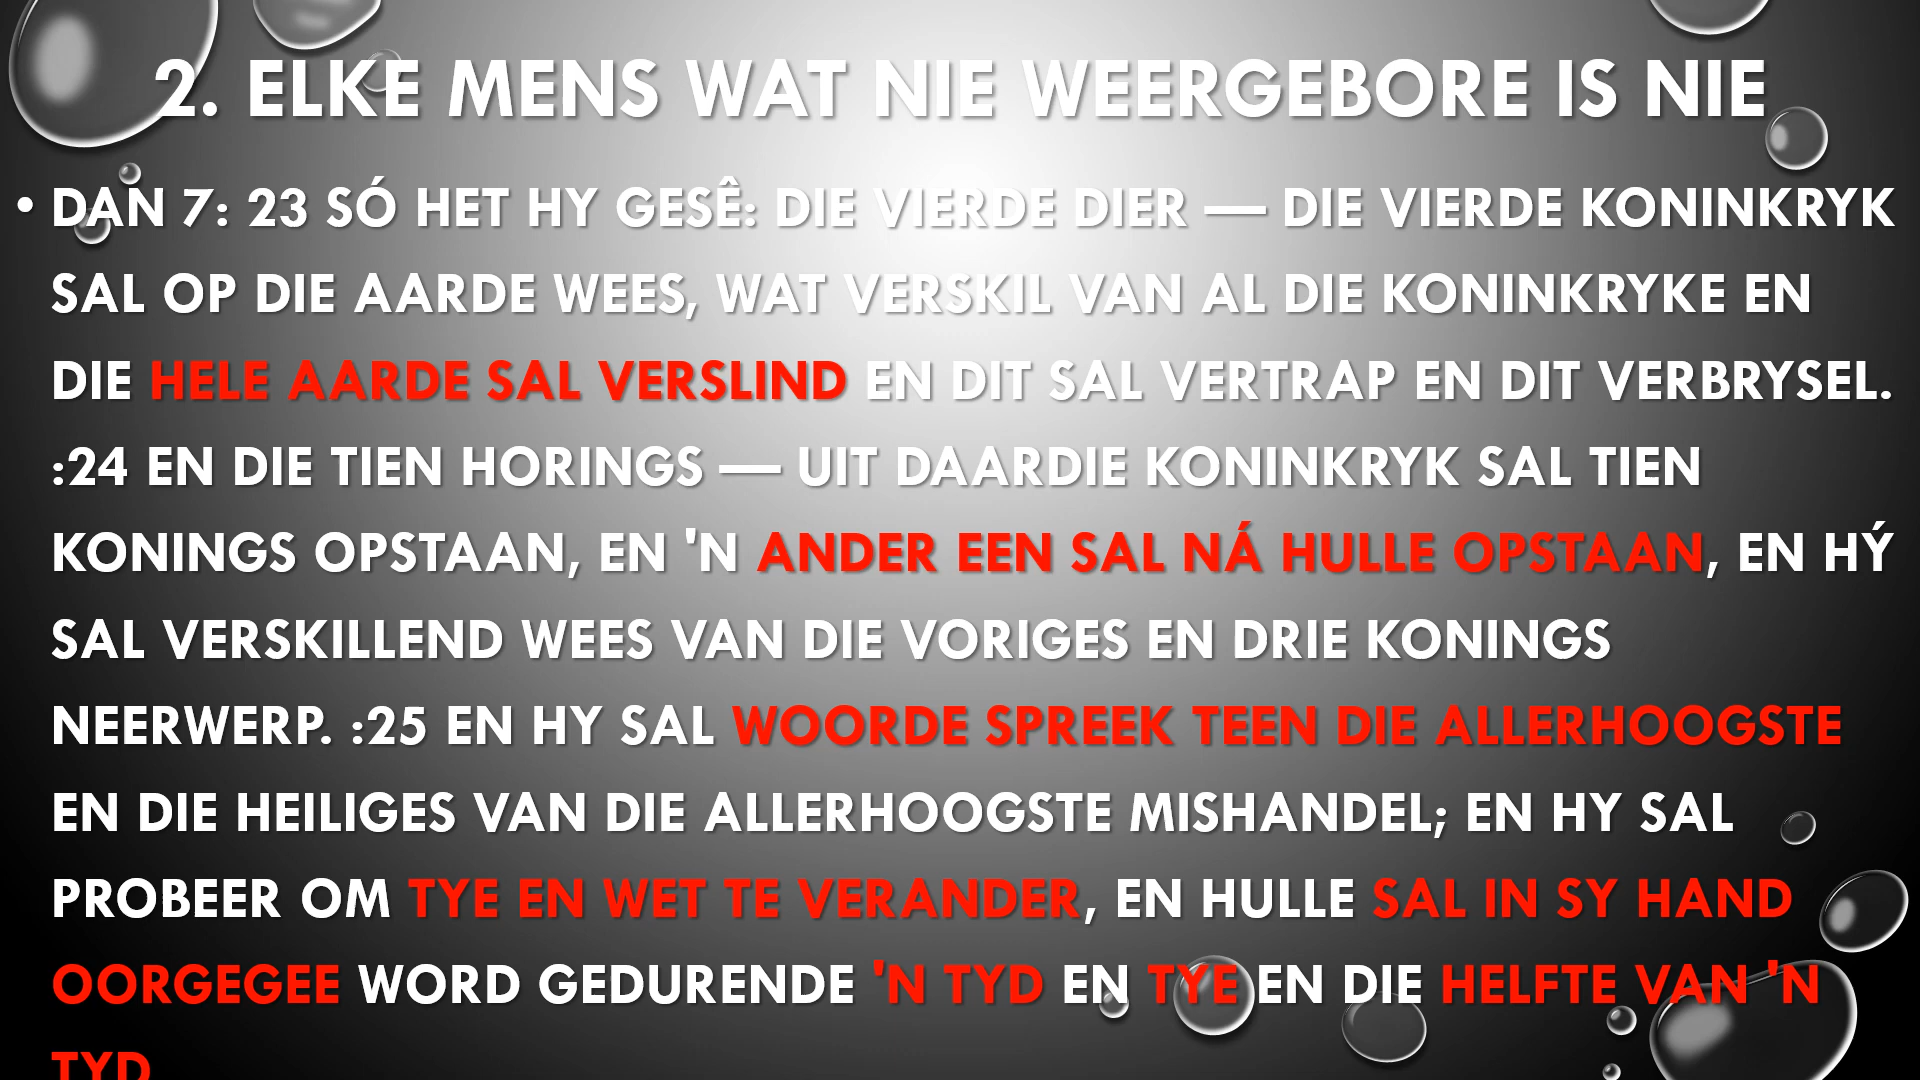 2. ELKE MENS WAT NIE WEERGEBORE IS NIE
• DAN 7: 23 SÓ HET HY GESÊ: DIE VIERDE DIER — DIE VIERDE KONINKRYK
SAL OP DIE AARDE WEES, WAT VERSKIL VAN AL DIE KONINKRYKE EN
DIE HELE AARDE SAL VERSLIND EN DIT SAL VERTRAP EN DIT VERBRYSEL.
:24 EN DIE TIEN HORINGS — UIT DAARDIE KONINKRYK SAL TIEN
KONINGS OPSTAAN, EN 'N ANDER EEN SAL NÁ HULLE OPSTAAN, EN HÝ
SAL VERSKILLEND WEES VAN DIE VORIGES EN DRIE KONINGS
NEERWERP. :25 EN HY SAL WOORDE SPREEK TEEN DIE ALLERHOOGSTE
EN DIE HEILIGES VAN DIE ALLERHOOGSTE MISHANDEL; EN HY SAL
PROBEER OM TYE EN WET TE VERANDER, EN HULLE SAL IN SY HAND
OORGEGEE WORD GEDURENDE 'N TYD EN TYE EN DIE HELFTE VAN 'N
TYD